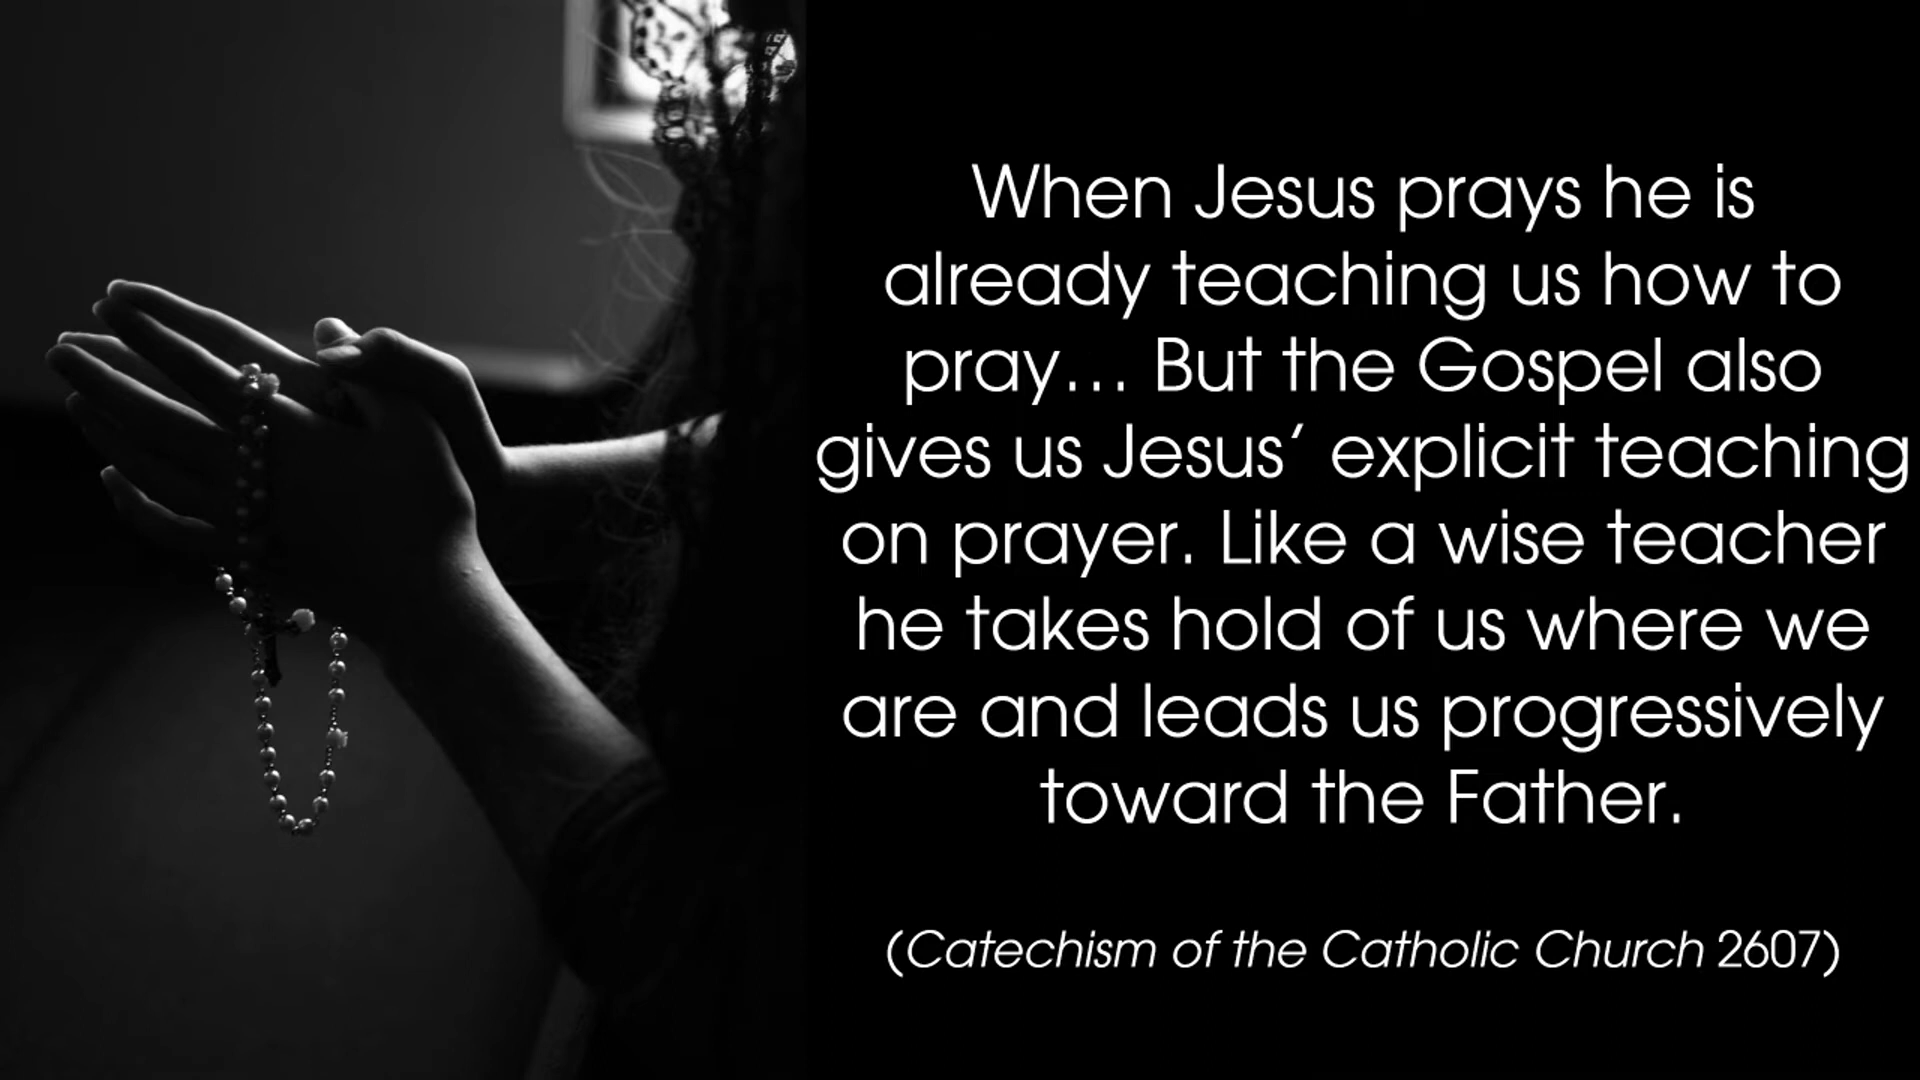 When Jesus prays he is
already teaching us how to
pray… But the Gospel also
gives us Jesus‘ explicit teaching
on prayer. Like a wise teacher
he takes hold of us where we
are and leads us progressively
toward the Father.
(Catechism of the Catholic Church 2607)